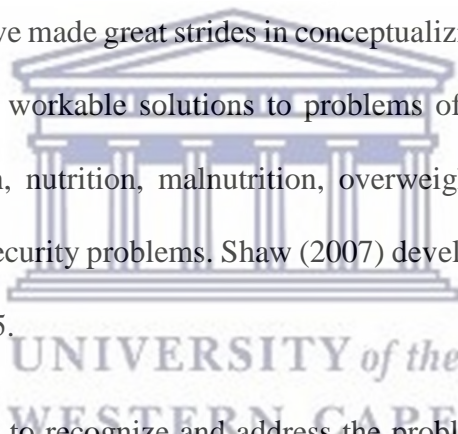 ve made great strides in conceptualiz
workable solutions to problems of
, nutrition, malnutrition, overweigh
ecurity problems. Shaw (2007) devel
5.
UNIVERSITY of the
to recognize and address the probl
WESTERN CAPE